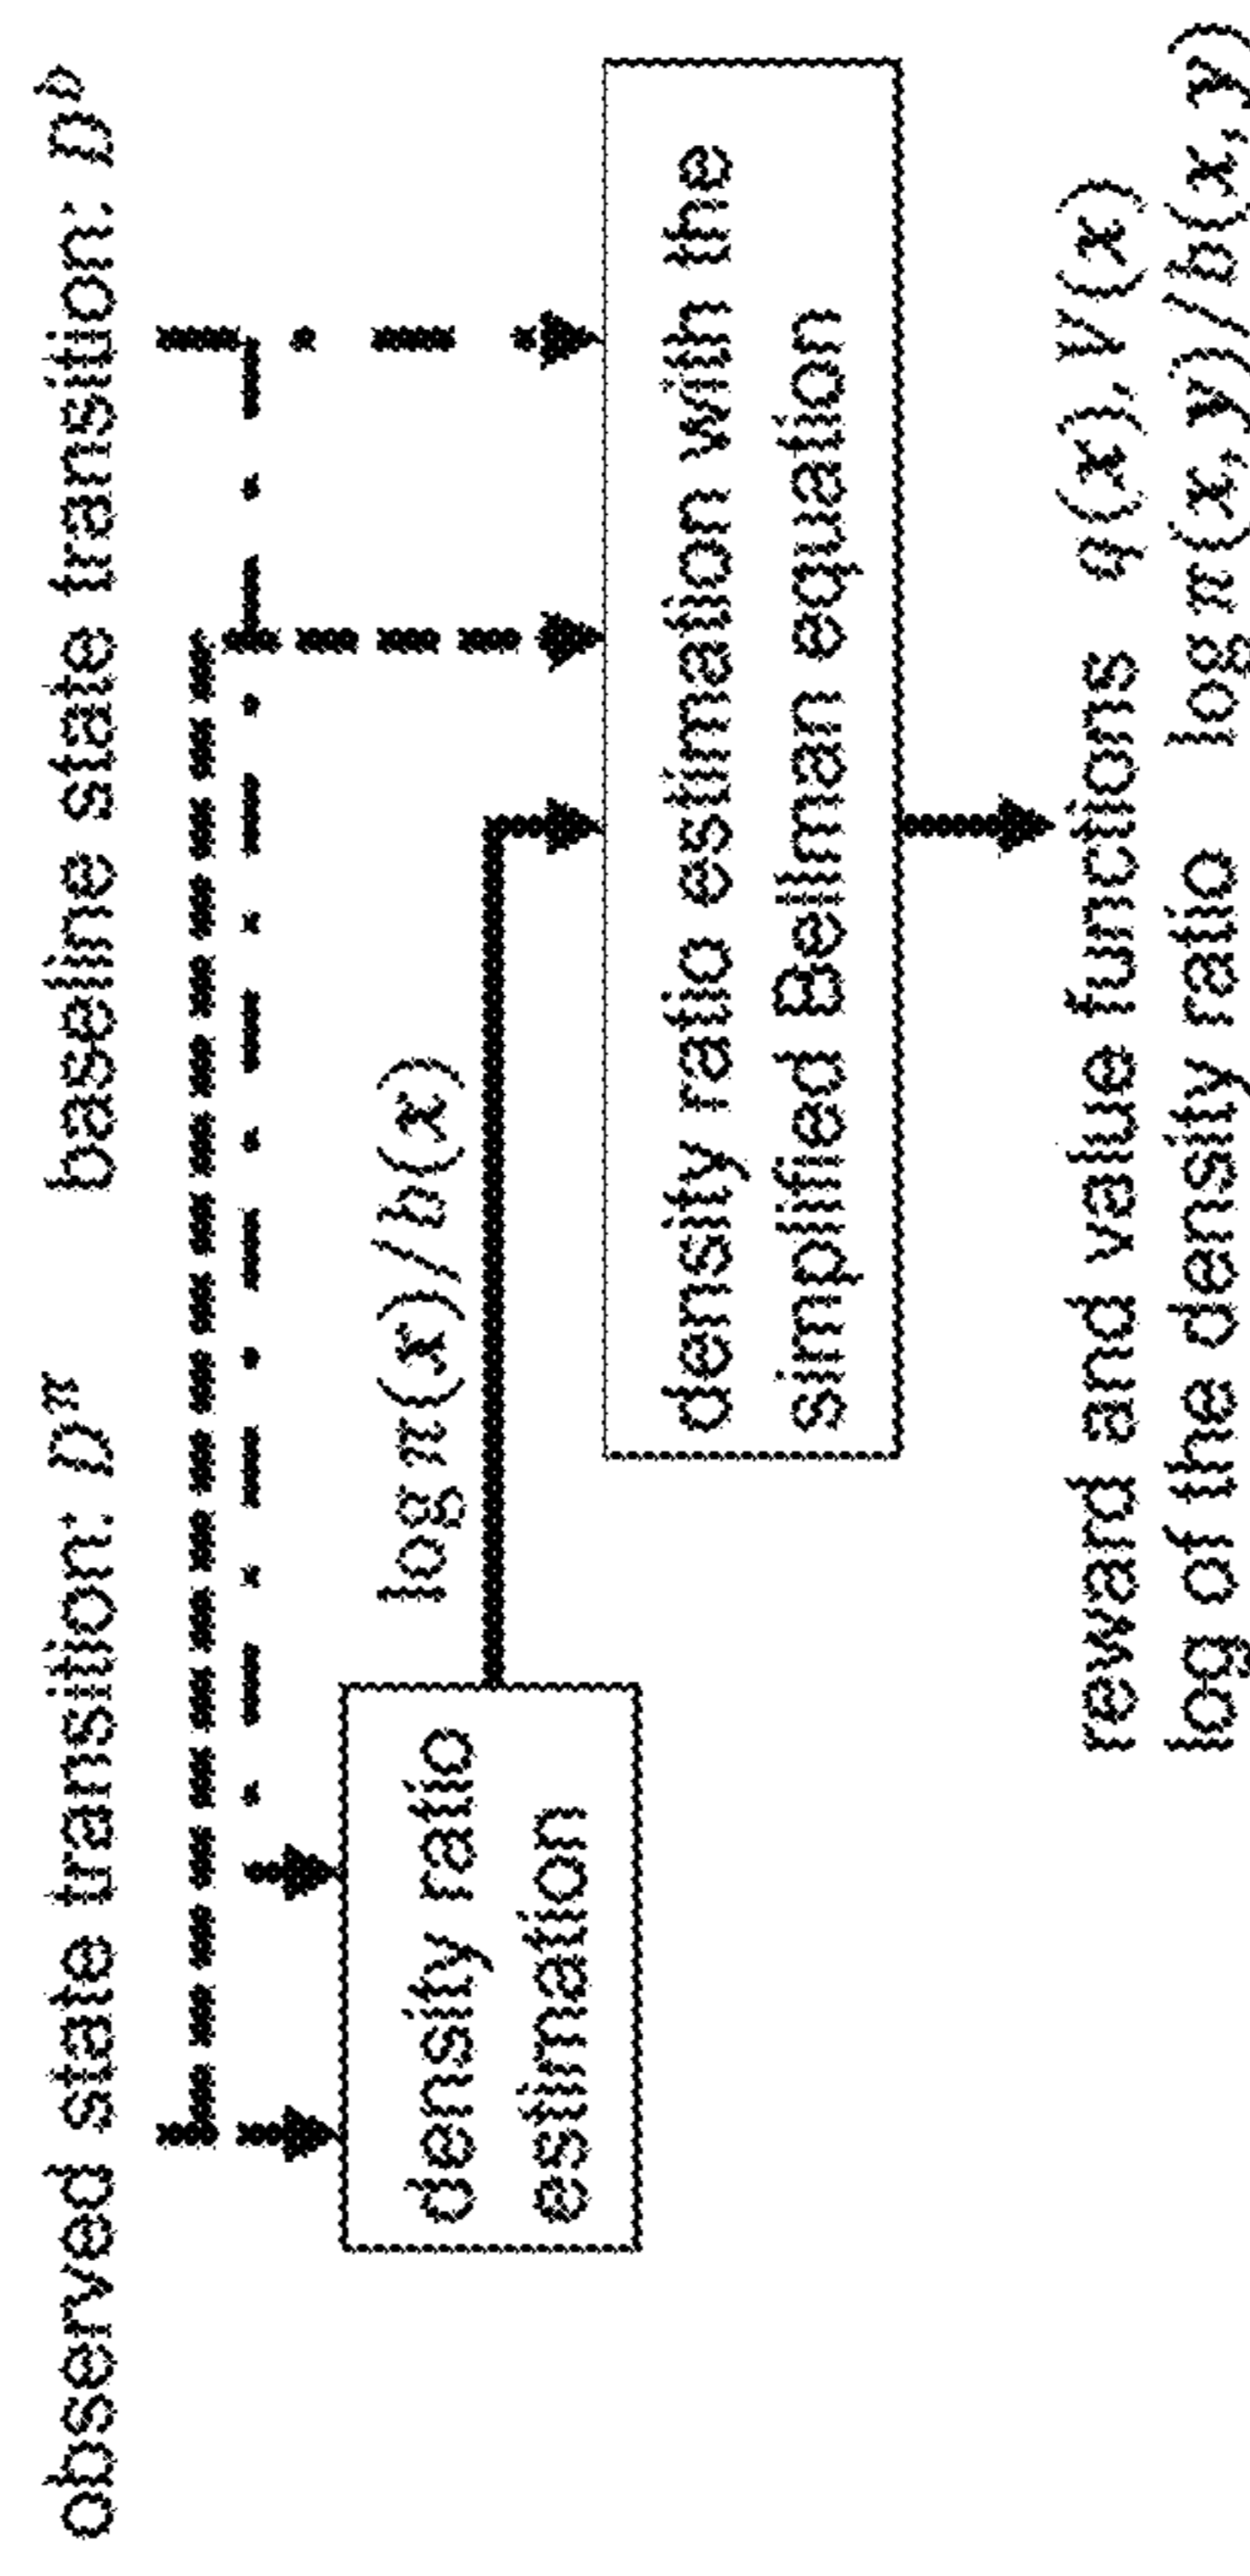 observed state transition: D^π
baseline state transition: D^b
log π(x)/b(x)
density ratio
estimation
density ratio estimation with the
simplified Bellman equation
reward and value functions q(x), V(x)
log of the density ratio log π(x, y)/b(x, y)